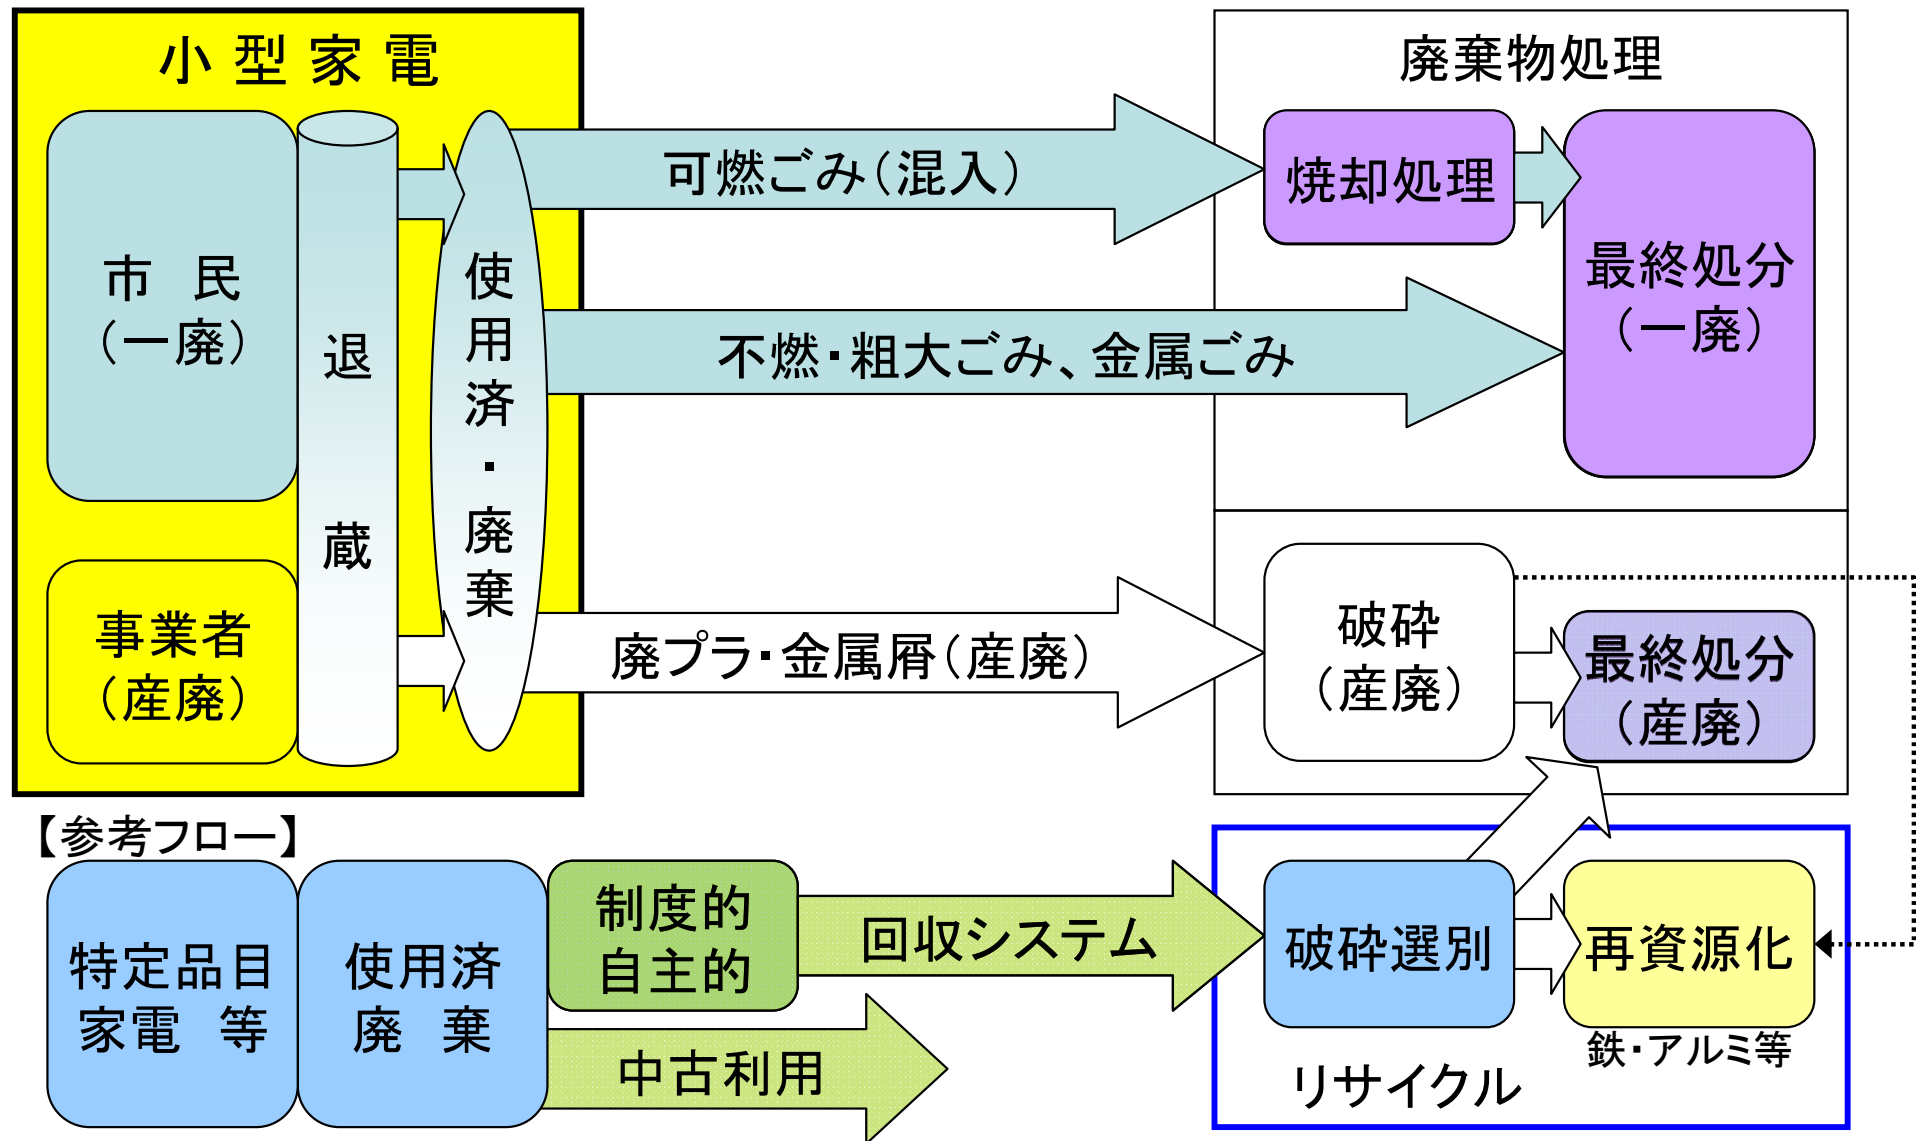 小型家電
市 民
（一廃）
事業者
（産廃）
退蔵
使用済・廃棄
可燃ごみ（混入）
不燃・粗大ごみ、金属ごみ
廃プラ・金属屑（産廃）
廃棄物処理
焼却処理
最終処分
（一廃）
破砕
（産廃）
最終処分
（産廃）
【参考フロー】
特定品目
家電 等
使用済
廃 棄
制度的
自主的
回収システム
中古利用
破砕選別
再資源化
鉄・アルミ等
リサイクル